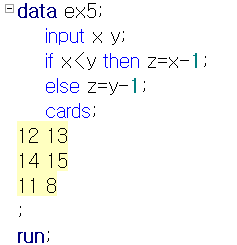 data ex5;
input x y;
if x<y then z=x-1;
else z=y-1;
cards;
12 13
14 15
11 8
;
run;